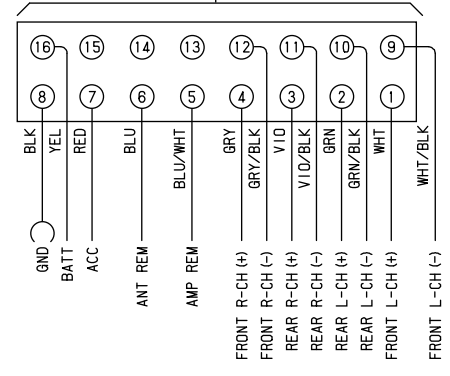 16 15 14 13 12 11 10 9
8 7 6 5 4 3 2 1
BLK
YEL
RED
BLU
BLU/WHT
GRY
GRY/BLK
VIO
VIO/BLK
GRN
GRN/BLK
WHT
WHT/BLK
GND
BATT
ACC
ANT REM
AMP REM
FRONT R-CH (+)
FRONT R-CH (-)
REAR R-CH (+)
REAR R-CH (-)
REAR L-CH (+)
REAR L-CH (-)
FRONT L-CH (+)
FRONT L-CH (-)